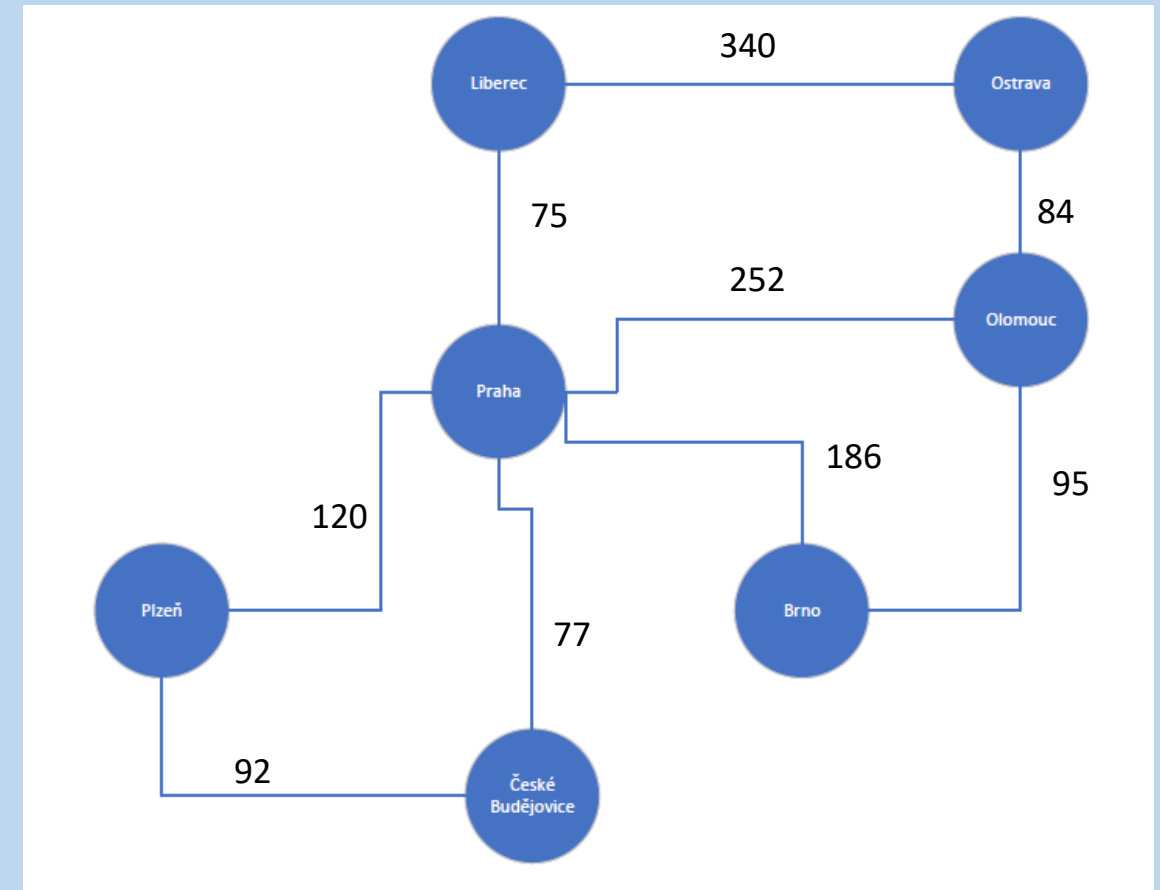 340
Liberec
Ostrava
75
84
252
Olomouc
Praha
186
95
120
Plzeň
Brno
77
92
České
Budějovice